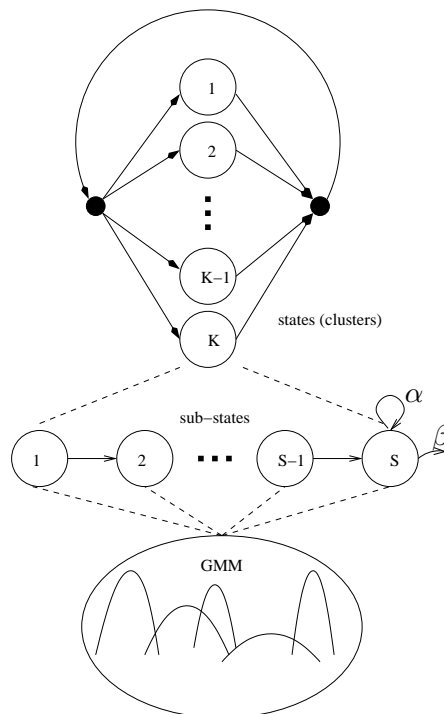 1
2
K−1
K
states (clusters)
α
sub−states
β
1
2
S−1
S
GMM